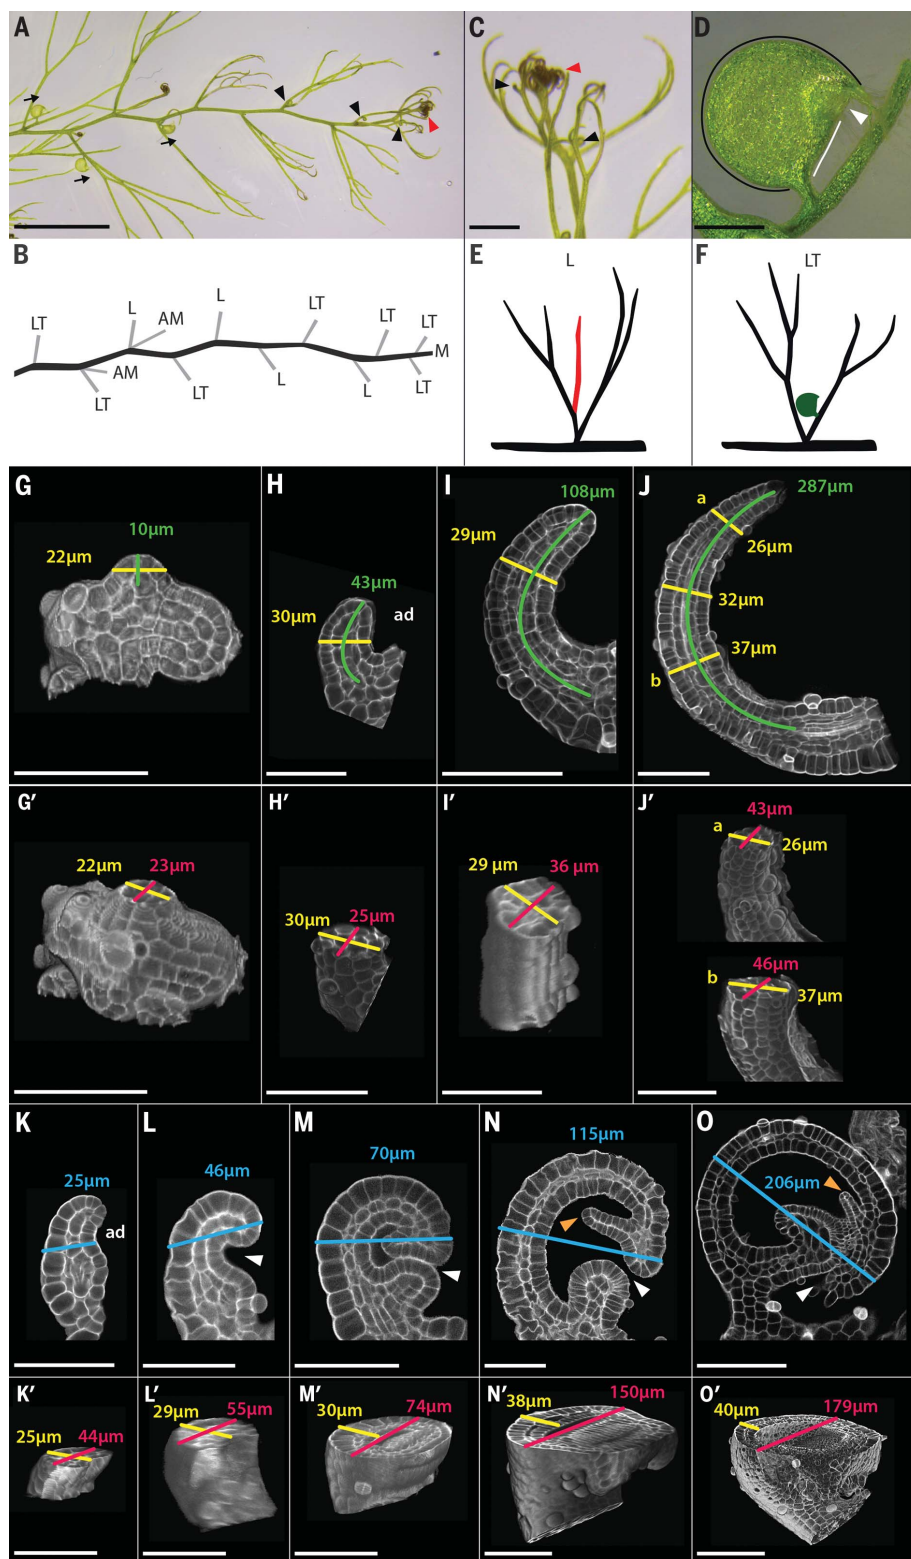 A
C
D
B
LT
L
AM
L
LT
LT
M
AM
LT
LT
L
L
LT
E
L
F
LT
G
10µm
22µm
H
43µm
30µm
ad
I
108µm
29µm
J
287µm
a
26µm
32µm
37µm
b
G′
22µm
23µm
H′
30µm
25µm
I′
29 µm
36 µm
J′
43µm
a
26µm
46µm
b
37µm
K
25µm
ad
L
46µm
M
70µm
N
115µm
O
206µm
K′
25µm
44µm
L′
29µm
55µm
M′
30µm
74µm
N′
38µm
150µm
O′
40µm
179µm